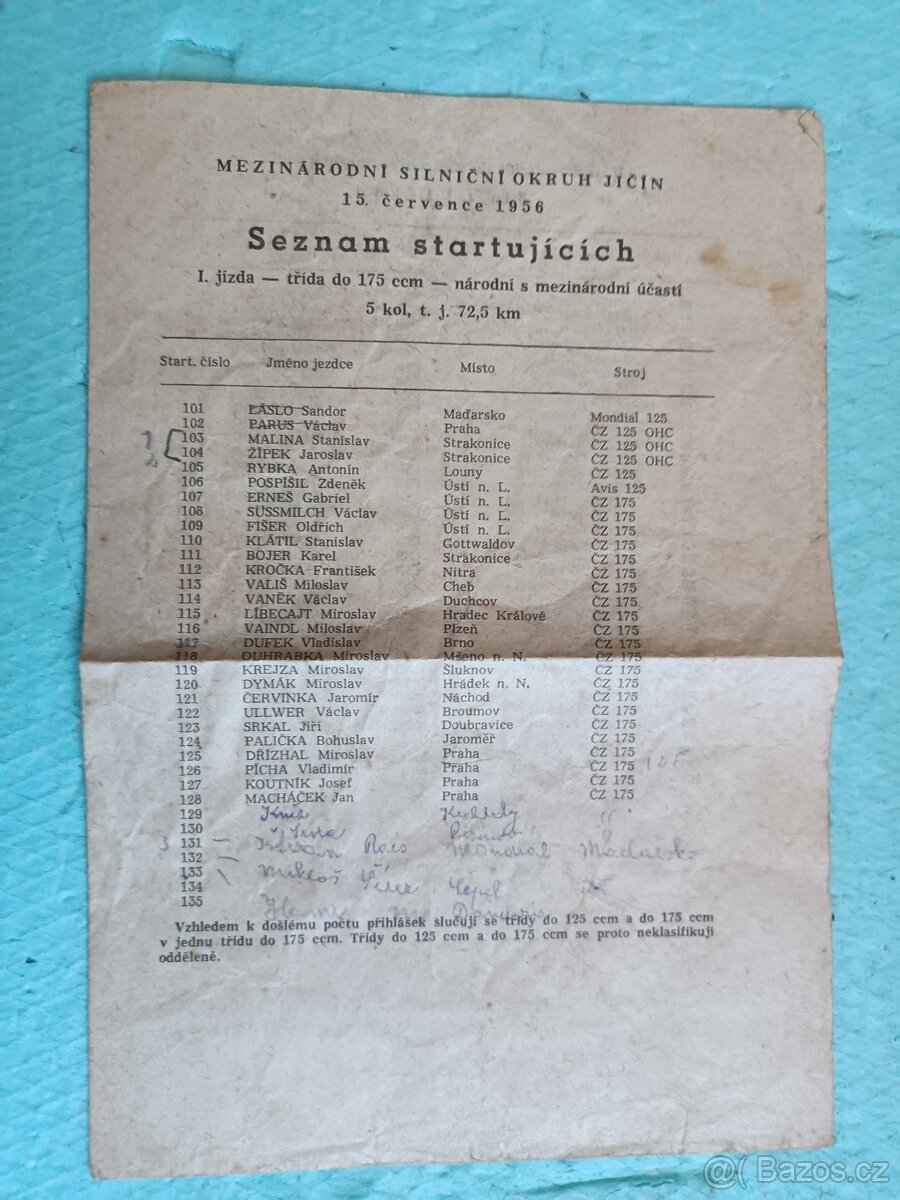 MEZINÁRODNÍ SILNIČNÍ OKRUH JIČÍN
15. července 1956
Seznam startujících
I. jízda — třída do 175 ccm — národní s mezinárodní účastí
5 kol, t. j. 72,5 km
Start. číslo Jméno jezdce Místo Stroj
101 LÁSLO Sandor Maďarsko Mondial 125
102 PARUS Václav Praha ČZ 125 OHC
103 MALINA Stanislav Strakonice ČZ 125 OHC
104 ŽÍPEK Jaroslav Strakonice ČZ 125 OHC
105 RYBKA Antonín Louny ČZ 125
106 POSPÍŠIL Zdeněk Ústí n. L. Avis 125
107 ERNEŠ Gabriel Ústí n. L. ČZ 175
108 SÜSSMILCH Václav Ústí n. L. ČZ 175
109 FIŠER Oldřich Ústí n. L. ČZ 175
110 KLÁTIL Stanislav Gottwaldov ČZ 175
111 BOJER Karel Strakonice ČZ 175
112 KROČKA František Nitra ČZ 175
113 VALIŠ Miloslav Cheb ČZ 175
114 VANĚK Václav Duchcov ČZ 175
115 LÍBECAJT Miroslav Hradec Králové ČZ 175
116 VAINDL Miloslav Plzeň ČZ 175
117 DUFEK Vladislav Brno ČZ 175
118 OUHRABKA Miroslav Mšeno n. N. ČZ 175
119 KREJZA Miroslav Šluknov ČZ 175
120 DYMÁK Miroslav Hrádek n. N. ČZ 175
121 ČERVINKA Jaromír Náchod ČZ 175
122 ULLWER Václav Broumov ČZ 175
123 SRKAL Jiří Doubravice ČZ 175
124 PALIČKA Bohuslav Jaroměř ČZ 175
125 DŘÍZHAL Miroslav Praha ČZ 175
126 PÍCHA Vladimír Praha ČZ 175
127 KOUTNÍK Josef Praha ČZ 175
128 MACHÁČEK Jan Praha ČZ 175
129
130
3 131 Mondial
132
133 Mikloš
134
135
Vzhledem k došlému počtu přihlášek slučují se třídy do 125 ccm a do 175 ccm
v jednu třídu do 175 ccm. Třídy do 125 ccm a do 175 ccm se proto neklasifikují
odděleně.
@ Bazos.cz